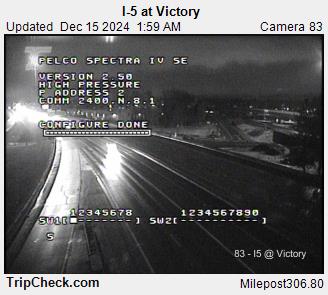 I-5 at Victory
Updated Dec 15 2024 1:59 AM Camera 83
PELCO SPECTRA IV SE
VERSION 2.50
HIGH PRESSURE
P ADDRESS 2
COMM 2400.N.8.1
CONFIGURE DONE
12345678 1234567890
SW1[ ] SW2[ ]
S
83 - I5 @ Victory
TripCheck.com Milepost306.80